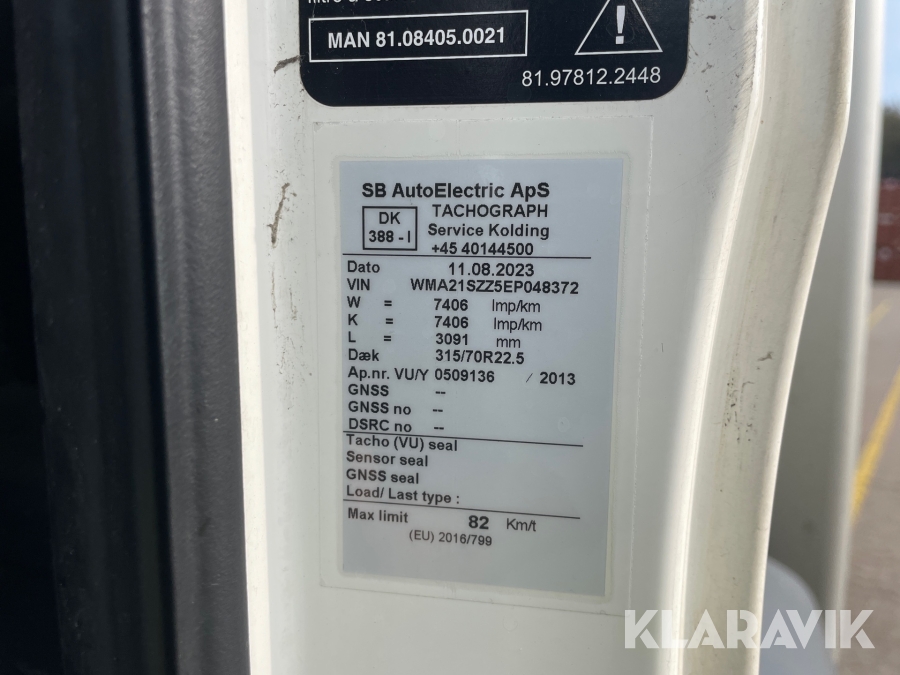 MAN 81.08405.0021
81.97812.2448
SB AutoElectric ApS
DK
388 - I
TACHOGRAPH
Service Kolding
+45 40144500
Dato 11.08.2023
VIN WMA21SZZ5EP048372
W = 7406 Imp/km
K = 7406 Imp/km
L = 3091 mm
Dæk 315/70R22.5
Ap.nr. VU/Y 0509136 / 2013
GNSS --
GNSS no --
DSRC no --
Tacho (VU) seal
Sensor seal
GNSS seal
Load/ Last type :
Max limit 82 Km/t
(EU) 2016/799
KLARAVIK